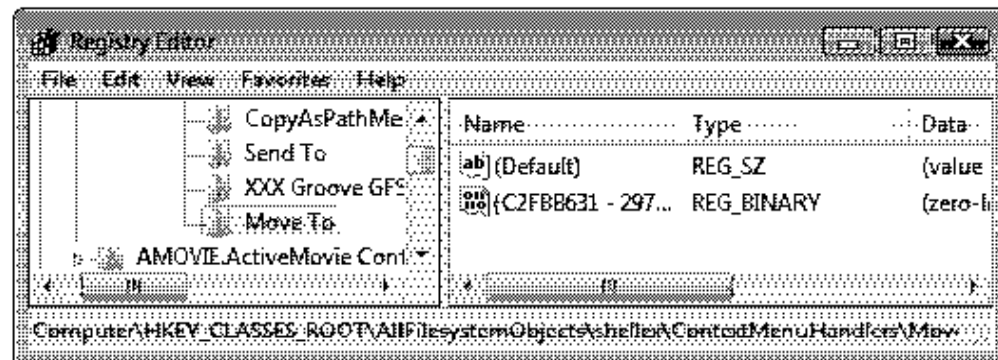 Registry Editor
File Edit View Favorites Help
CopyAsPathMe
Send To
XXX Groove GFS
Move To
AMOVIE.ActiveMovie Cont
Name Type Data
(Default) REG_SZ (value
{C2FBB631 - 297... REG_BINARY (zero-l
Computer\HKEY_CLASSES_ROOT\AllFilesystemObjects\shellex\ContextMenuHandlers\Move